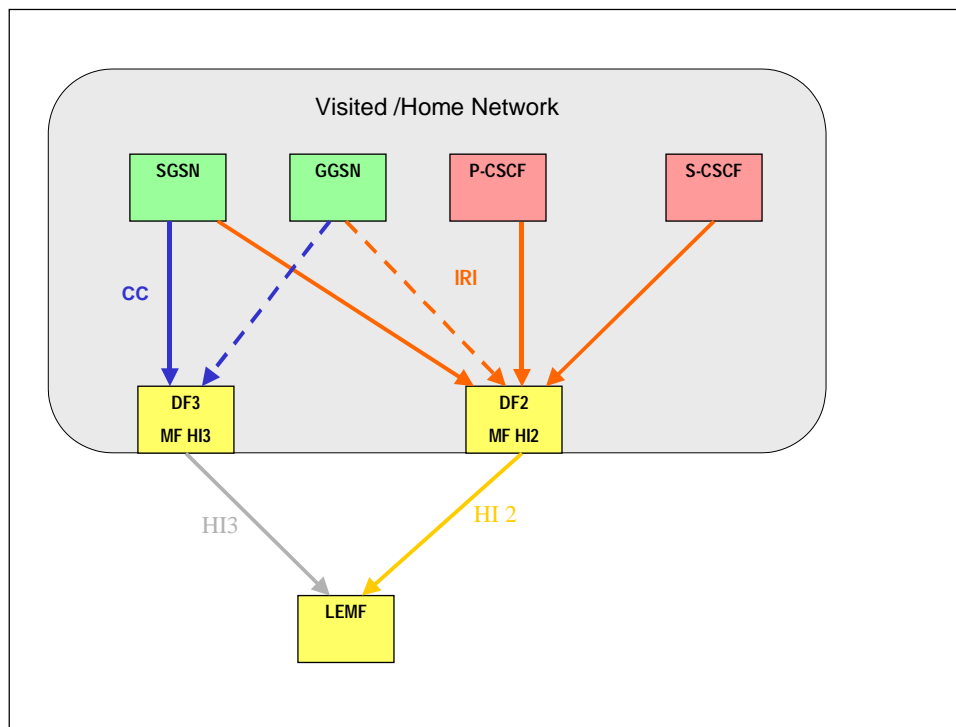 Visited /Home Network
SGSN
GGSN
P-CSCF
S-CSCF
CC
IRI
DF3
MF HI3
DF2
MF HI2
HI3
HI 2
LEMF